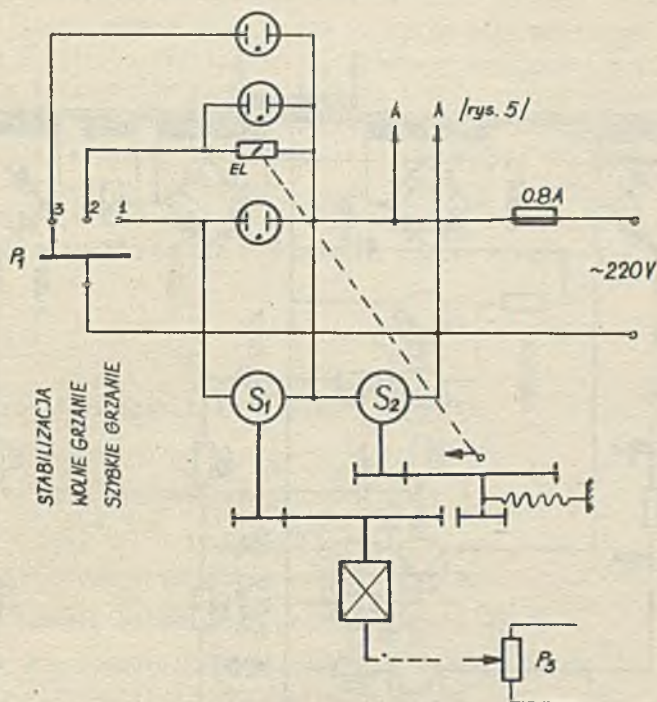 A A /rys. 5/
EL
0.8A
3 2 1
P1
~220V
S1 S2
STABILIZACJA
WOLNE GRZANIE
SZYBKIE GRZANIE
P3